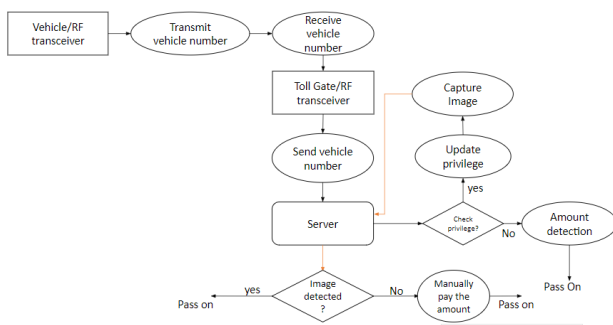 Vehicle/RF
transceiver
Transmit
vehicle number
Receive
vehicle
number
Toll Gate/RF
transceiver
Capture
Image
Send vehicle
number
Update
privilege
yes
Server
Check
privilege?
No
Amount
detection
Pass On
yes
Pass on
Image
detected
?
No
Manually
pay the
amount
Pass on